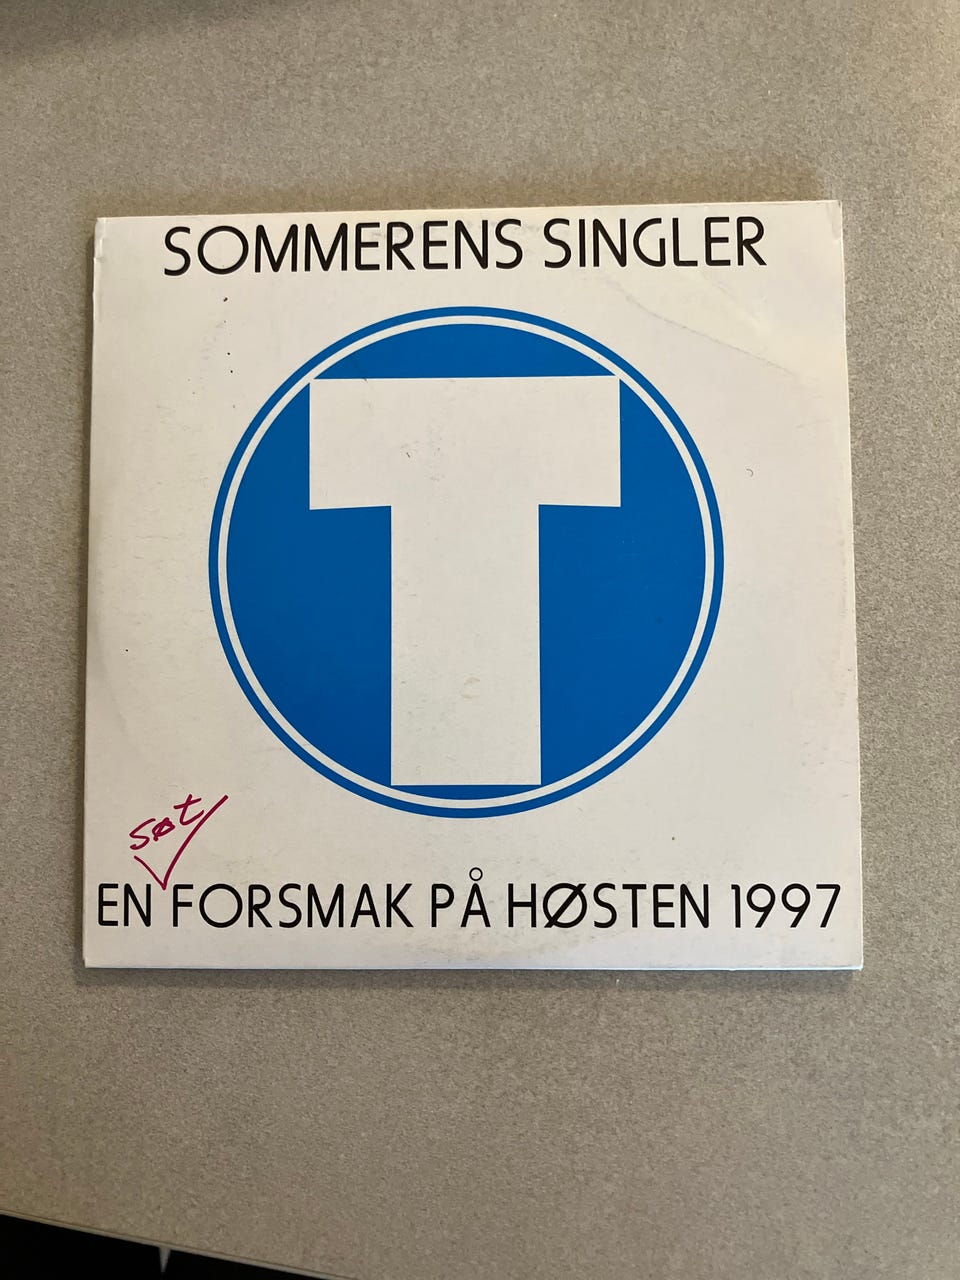 SOMMERENS SINGLER
T
søt
EN FORSMAK PÅ HØSTEN 1997